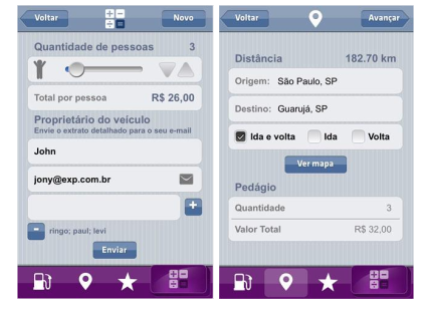 Voltar Novo
Quantidade de pessoas 3
Total por pessoa R$ 26,00
Proprietário do veículo
Envie o extrato detalhado para o seu e-mail
John
jony@exp.com.br
+
- ringo; paul; levi
Enviar
Voltar Avançar
Distância 182.70 km
Origem: São Paulo, SP
Destino: Guarujá, SP
Ida e volta Ida Volta
Ver mapa
Pedágio
Quantidade 3
Valor Total R$ 32,00